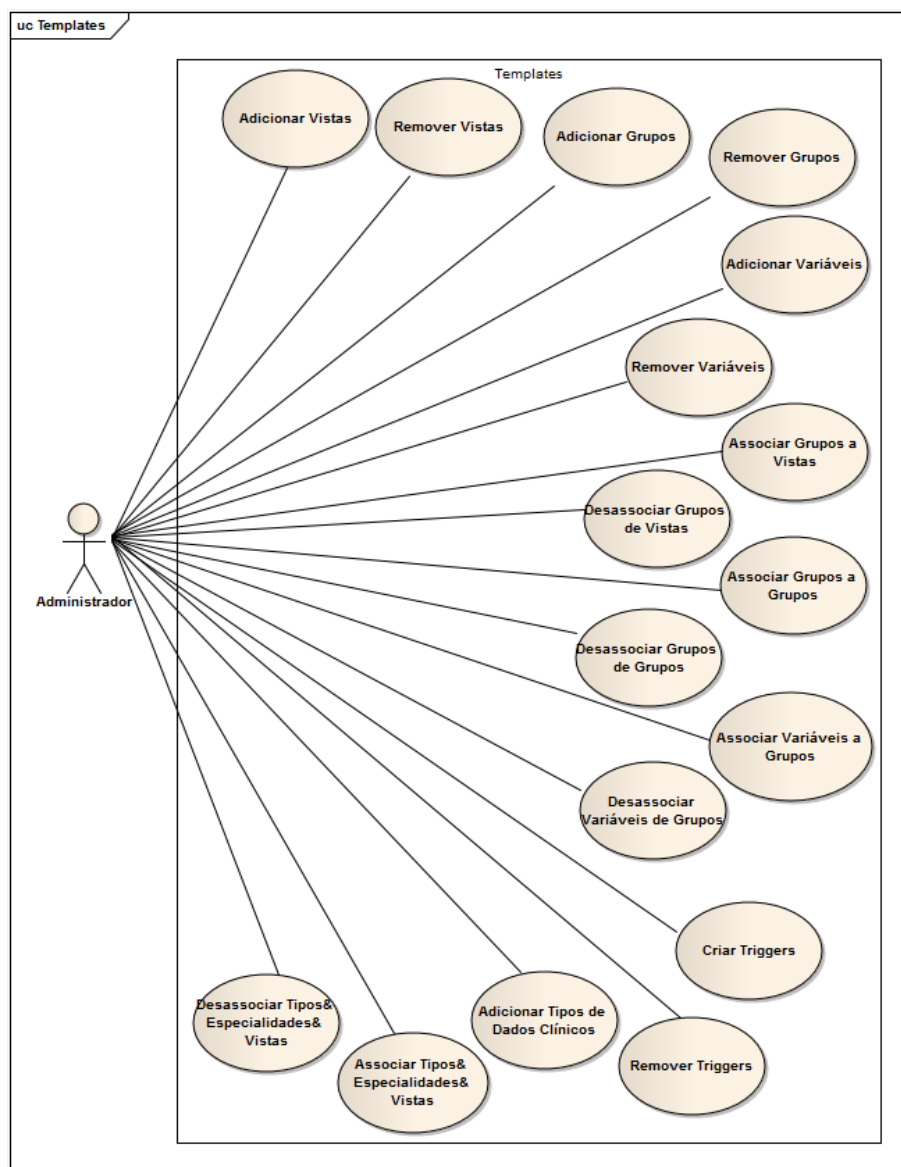 uc Templates
Templates
Adicionar Vistas
Remover Vistas
Adicionar Grupos
Remover Grupos
Adicionar Variáveis
Remover Variáveis
Associar Grupos a
Vistas
Desassociar Grupos
de Vistas
Associar Grupos a
Grupos
Desassociar Grupos
de Grupos
Administrador
Associar Variáveis a
Grupos
Desassociar
Variáveis de Grupos
Criar Triggers
Desassociar Tipos&
Especialidades&
Vistas
Adicionar Tipos de
Dados Clínicos
Associar Tipos&
Especialidades&
Vistas
Remover Triggers